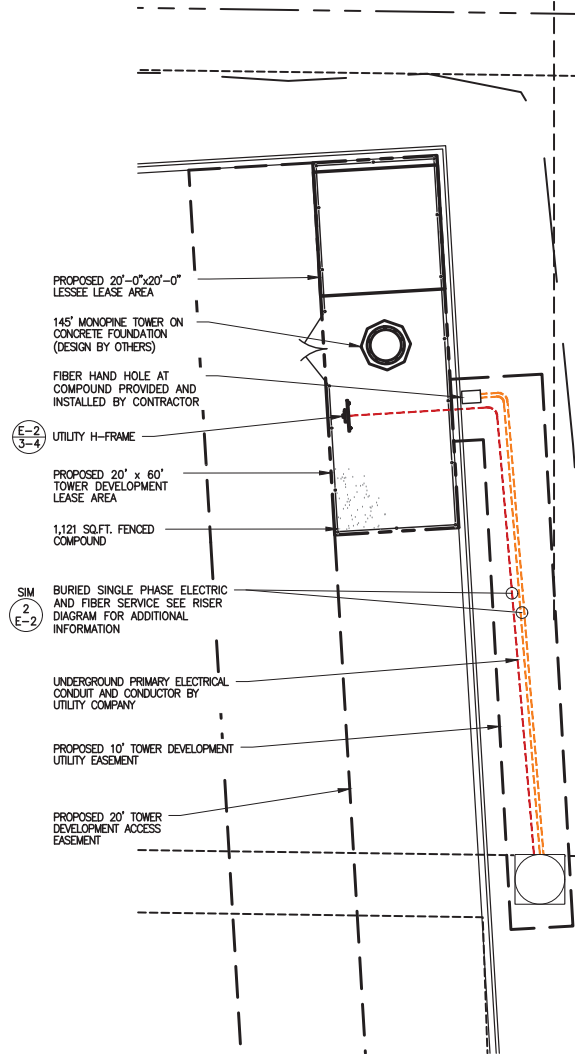 PROPOSED 20'-0"x20'-0"
LESSEE LEASE AREA
145' MONOPINE TOWER ON
CONCRETE FOUNDATION
(DESIGN BY OTHERS)
FIBER HAND HOLE AT
COMPOUND PROVIDED AND
INSTALLED BY CONTRACTOR
E-2
3-4
UTILITY H-FRAME
PROPOSED 20' x 60'
TOWER DEVELOPMENT
LEASE AREA
1,121 SQ.FT. FENCED
COMPOUND
SIM
2
E-2
BURIED SINGLE PHASE ELECTRIC
AND FIBER SERVICE SEE RISER
DIAGRAM FOR ADDITIONAL
INFORMATION
UNDERGROUND PRIMARY ELECTRICAL
CONDUIT AND CONDUCTOR BY
UTILITY COMPANY
PROPOSED 10' TOWER DEVELOPMENT
UTILITY EASEMENT
PROPOSED 20' TOWER
DEVELOPMENT ACCESS
EASEMENT